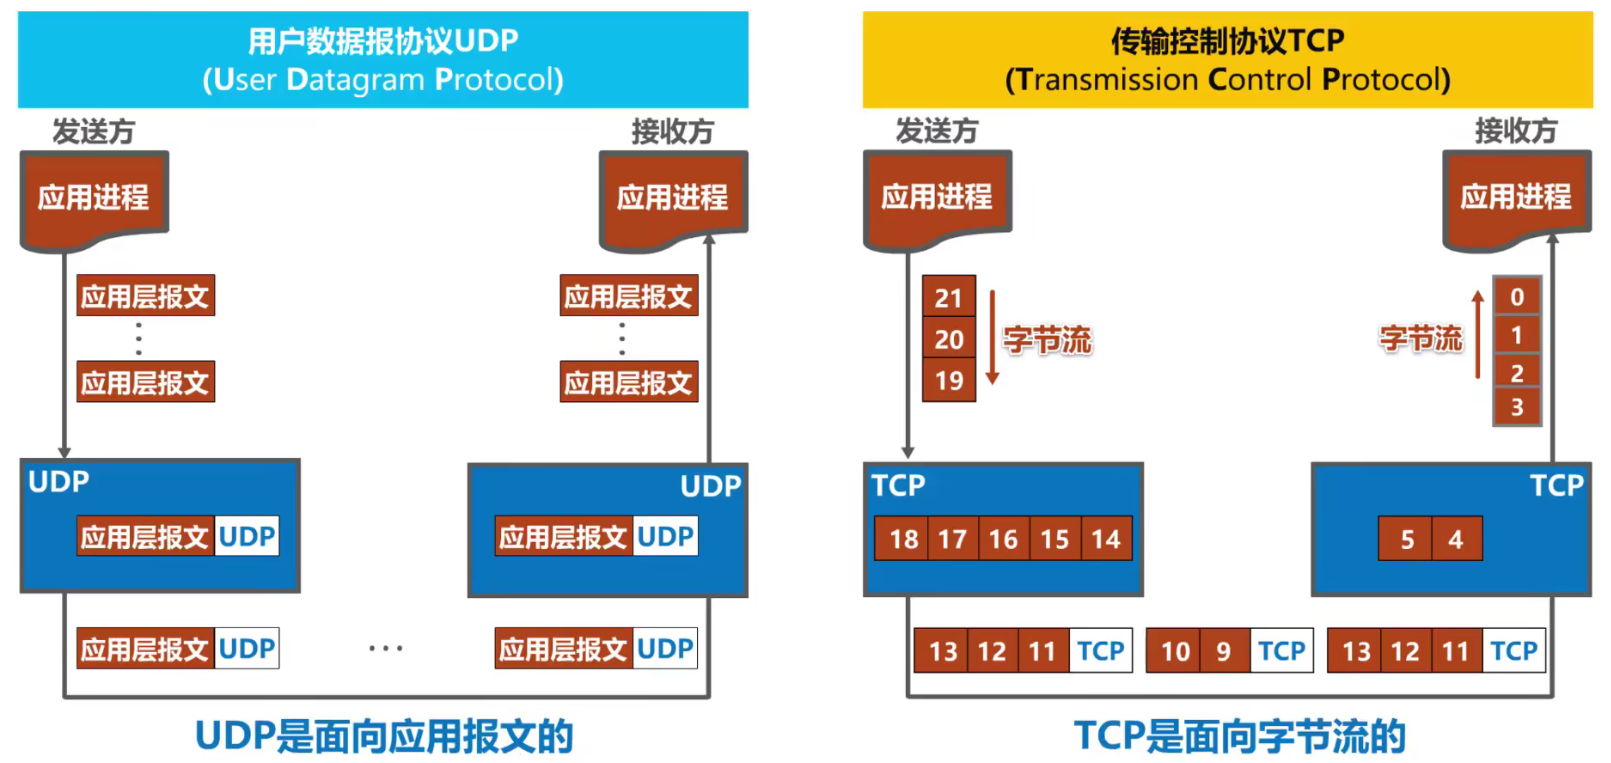 用户数据报协议UDP
(User Datagram Protocol)
发送方
接收方
应用进程
应用进程
应用层报文
应用层报文
⋮
⋮
应用层报文
应用层报文
UDP
UDP
应用层报文 UDP
应用层报文 UDP
应用层报文 UDP … 应用层报文 UDP
UDP是面向应用报文的
传输控制协议TCP
(Transmission Control Protocol)
发送方
接收方
应用进程
应用进程
21
20
19
字节流
字节流
0
1
2
3
TCP
TCP
18 17 16 15 14
5 4
13 12 11 TCP
10 9 TCP
13 12 11 TCP
TCP是面向字节流的